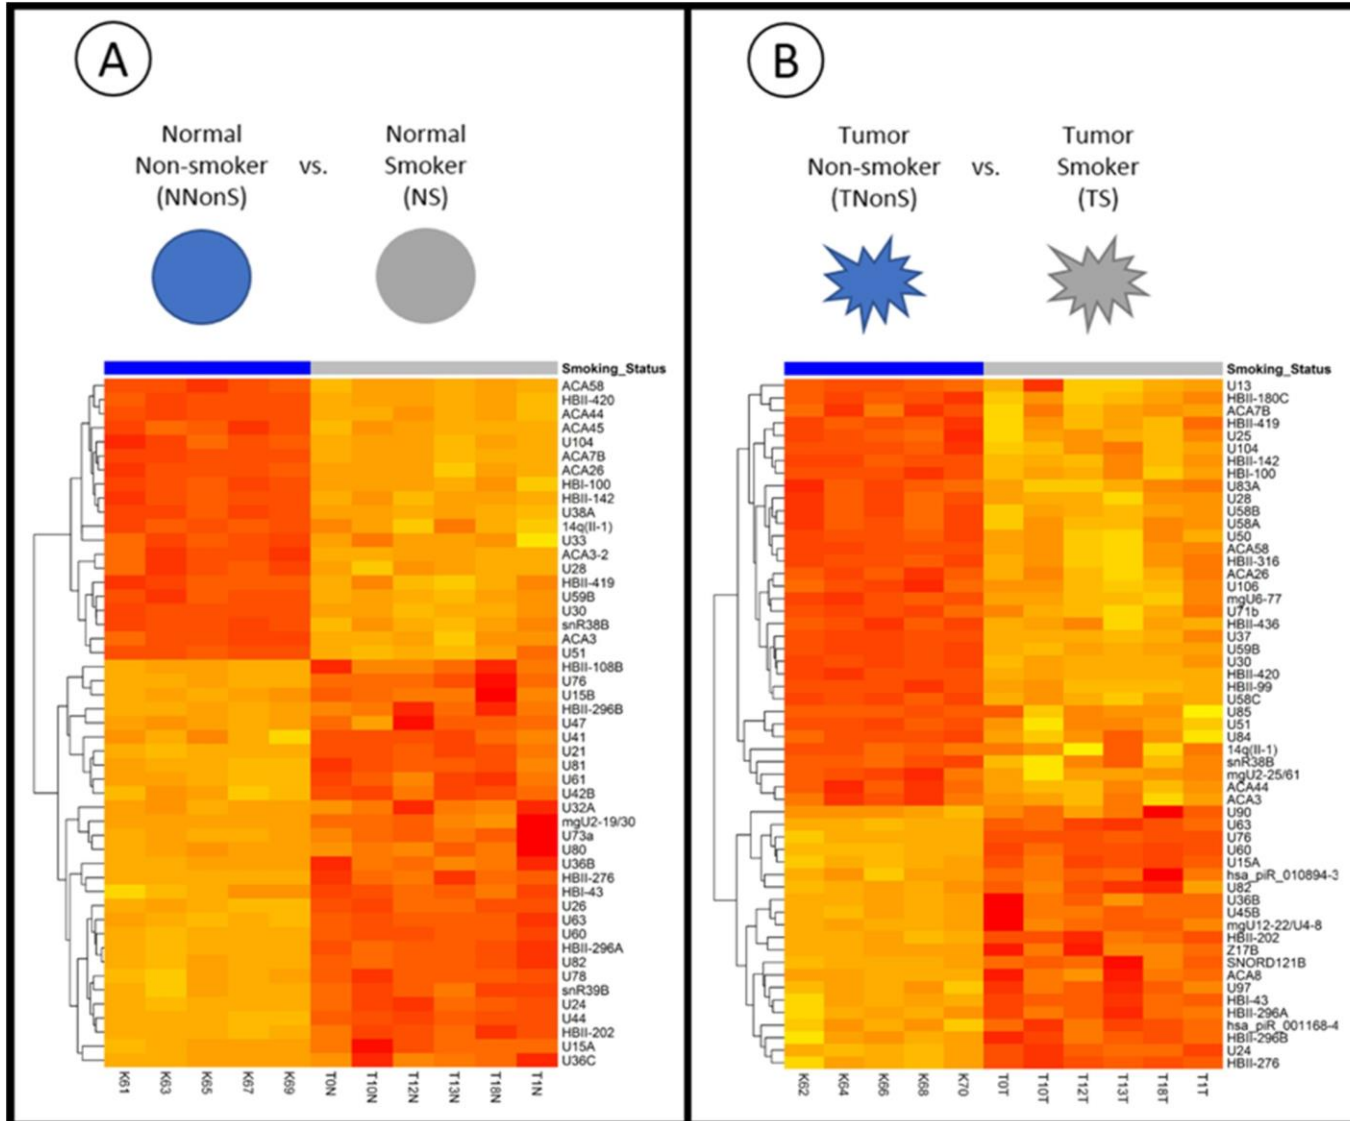 A
Normal
Non-smoker
(NNonS)
vs.
Normal
Smoker
(NS)
Smoking_Status
ACA58
HBII-420
ACA44
ACA45
U104
ACA7B
ACA26
HBI-100
HBII-142
U38A
14q(II-1)
U33
ACA3-2
U28
HBII-419
U59B
U30
snR38B
ACA3
U51
HBII-108B
U76
U15B
HBII-296B
U47
U41
U21
U81
U61
U42B
U32A
mgU2-19/30
U73a
U80
U36B
HBII-276
HBI-43
U26
U63
U60
HBII-296A
U82
U78
snR39B
U24
U44
HBII-202
U15A
U36C
K61
K63
K65
K67
K69
T0N
T10N
T12N
T13N
T18N
T1N
B
Tumor
Non-smoker
(TNonS)
vs.
Tumor
Smoker
(TS)
Smoking_Status
U13
HBII-180C
ACA7B
HBII-419
U25
U104
HBII-142
HBI-100
U83A
U28
U58B
U58A
U50
ACA58
HBII-316
ACA26
U106
mgU6-77
U71b
HBII-436
U37
U59B
U30
HBII-420
HBII-99
U58C
U85
U51
U84
14q(II-1)
snR38B
mgU2-25/61
ACA44
ACA3
U90
U63
U76
U60
U15A
hsa_piR_010894-3
U82
U36B
U45B
mgU12-22/U4-8
HBII-202
Z17B
SNORD121B
ACA8
U97
HBI-43
HBII-296A
hsa_piR_001168-4
HBII-296B
U24
HBII-276
K62
K64
K66
K68
K70
T0T
T10T
T12T
T13T
T18T
T1T